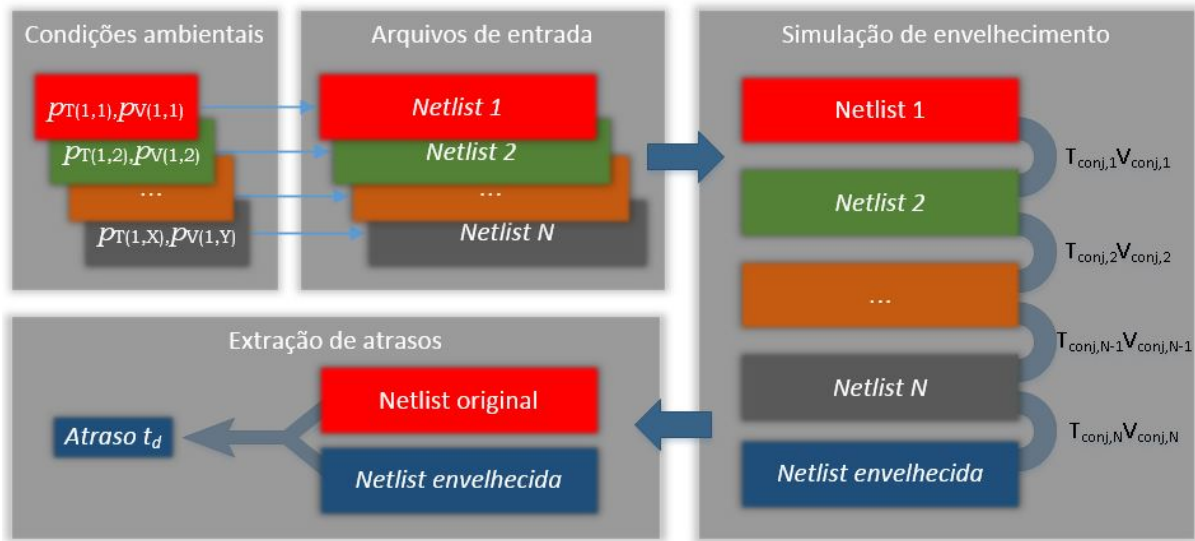 Condições ambientais
pT(1,1),pV(1,1)
pT(1,2),pV(1,2)
...
pT(1,X),pV(1,Y)
Arquivos de entrada
Netlist 1
Netlist 2
...
Netlist N
Simulação de envelhecimento
Netlist 1
Tconj,1Vconj,1
Netlist 2
Tconj,2Vconj,2
...
Tconj,N-1Vconj,N-1
Netlist N
Tconj,NVconj,N
Netlist envelhecida
Extração de atrasos
Netlist original
Atraso td
Netlist envelhecida